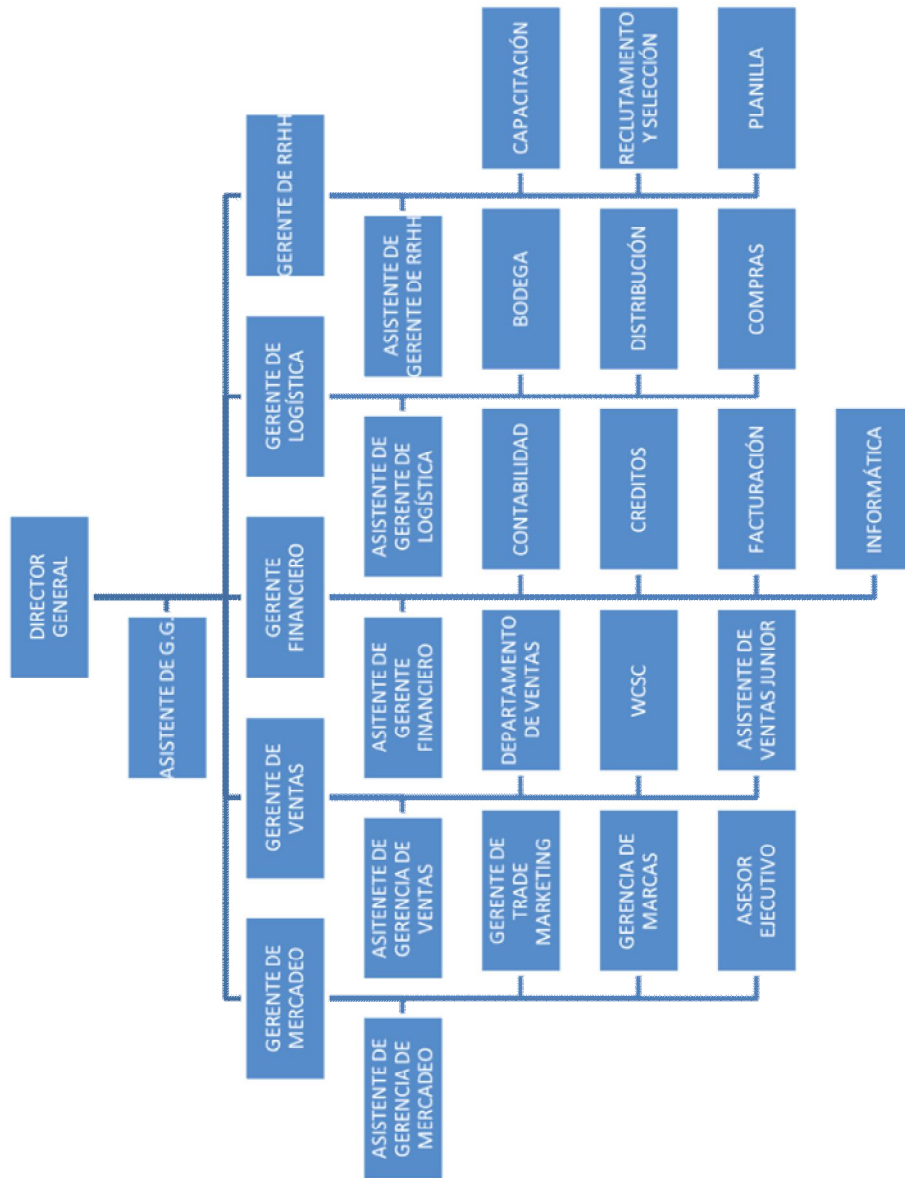 DIRECTOR
GENERAL
ASISTENTE DE G.G.
GERENTE DE
MERCADEO
GERENTE DE
VENTAS
GERENTE
FINANCIERO
GERENTE DE
LOGÍSTICA
GERENTE DE RRHH
ASISTENTE DE
GERENCIA DE
MERCADEO
ASITENETE DE
GERENCIA DE
VENTAS
ASITENTE DE
GERENTE
FINANCIERO
ASISTENTE DE
GERENTE DE
LOGÍSTICA
ASISTENTE DE
GERENTE DE RRHH
GERENTE DE
TRADE
MARKETING
DEPARTAMENTO
DE VENTAS
CONTABILIDAD
BODEGA
CAPACITACIÓN
GERENCIA DE
MARCAS
WCSC
CREDITOS
DISTRIBUCIÓN
RECLUTAMIENTO
Y SELECCIÓN
ASESOR
EJECUTIVO
ASISTENTE DE
VENTAS JUNIOR
FACTURACIÓN
COMPRAS
PLANILLA
INFORMÁTICA